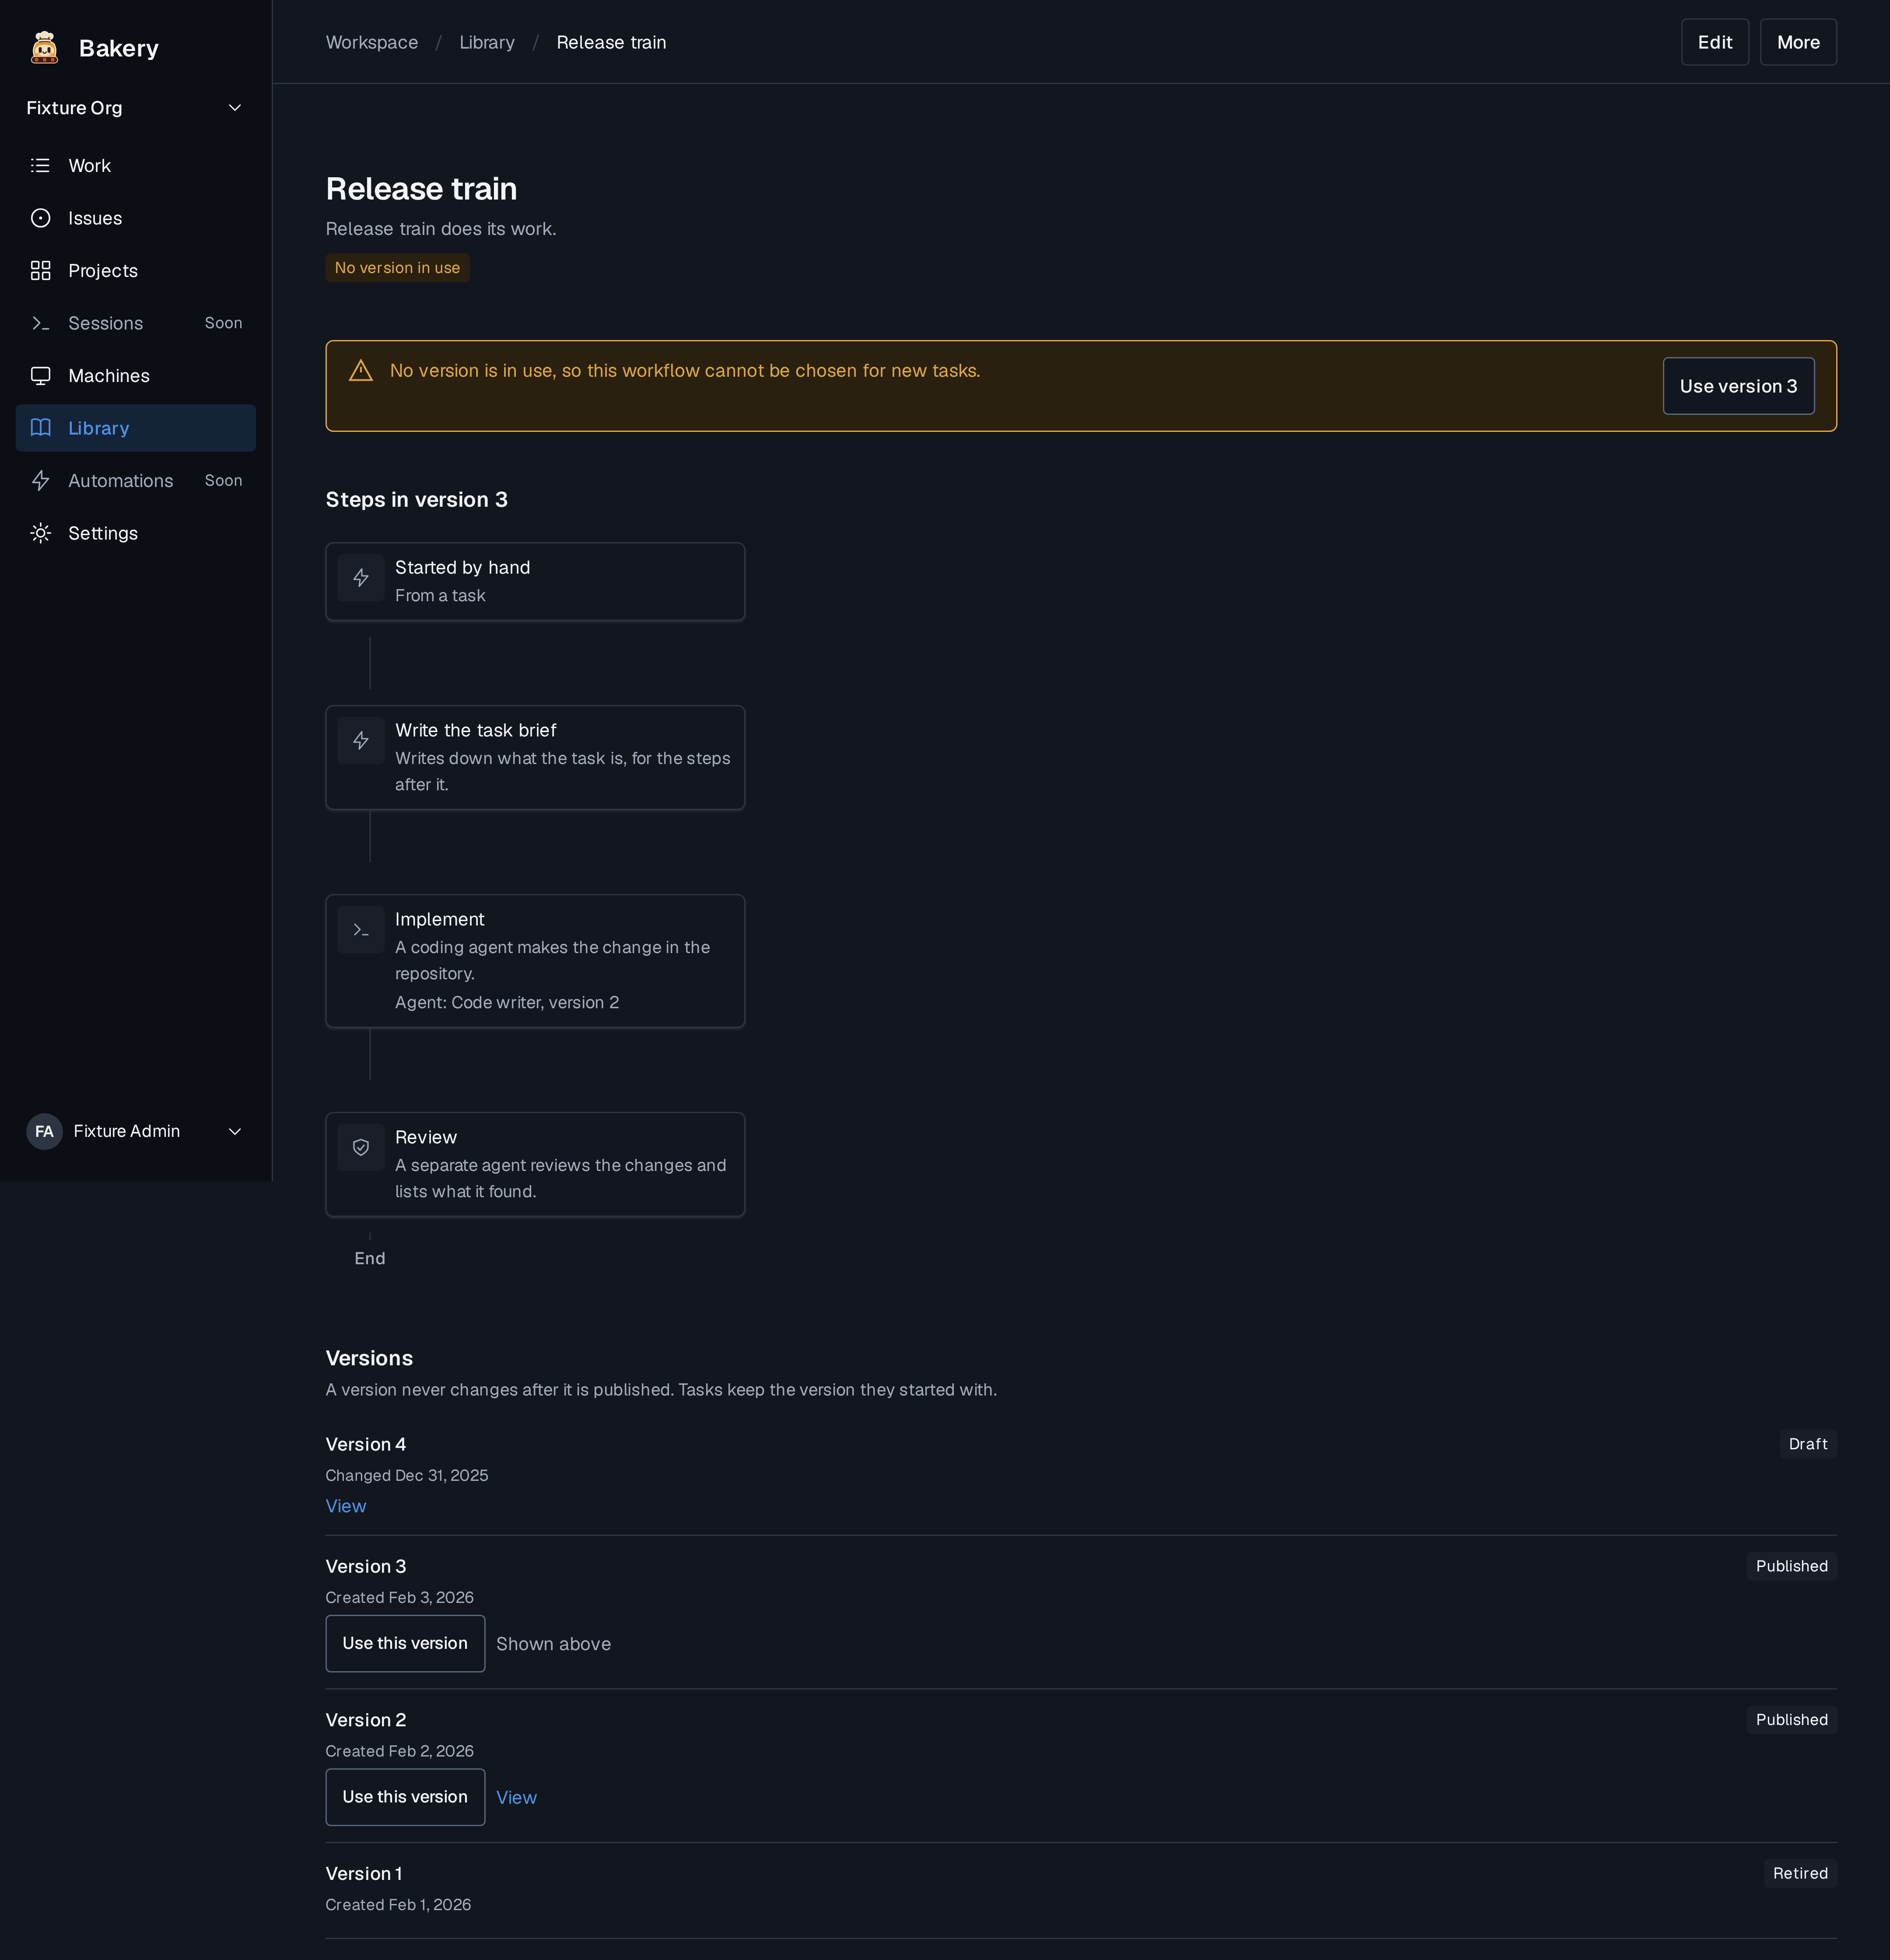 Bakery
Fixture Org
Work
Issues
Projects
Sessions Soon
Machines
Library
Automations Soon
Settings
FA Fixture Admin
Workspace / Library / Release train
Edit
More
Release train
Release train does its work.
No version in use
No version is in use, so this workflow cannot be chosen for new tasks.
Use version 3
Steps in version 3
Started by hand
From a task
Write the task brief
Writes down what the task is, for the steps
after it.
Implement
A coding agent makes the change in the
repository.
Agent: Code writer, version 2
Review
A separate agent reviews the changes and
lists what it found.
End
Versions
A version never changes after it is published. Tasks keep the version they started with.
Version 4
Draft
Changed Dec 31, 2025
View
Version 3
Published
Created Feb 3, 2026
Use this version Shown above
Version 2
Published
Created Feb 2, 2026
Use this version View
Version 1
Retired
Created Feb 1, 2026